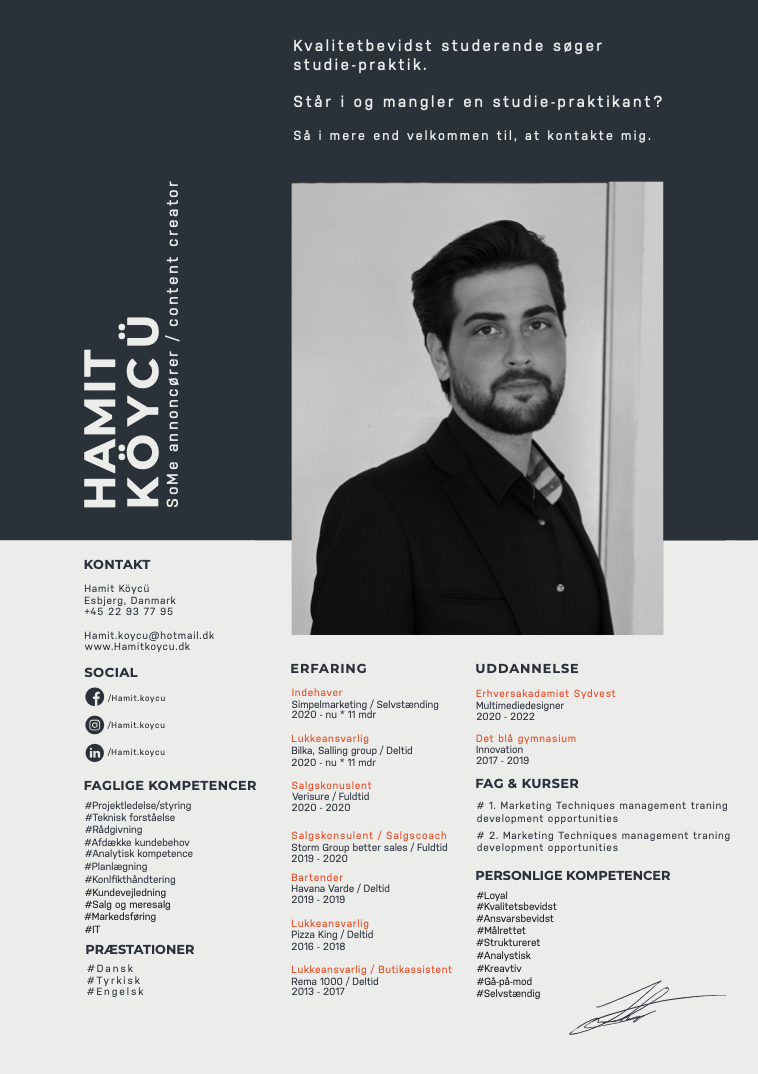 Kvalitetbevidst studerende søger
studie-praktik.
Står i og mangler en studie-praktikant?
Så i mere end velkommen til, at kontakte mig.
HAMIT
KÖYCÜ
SoMe annoncører / content creator
KONTAKT
Hamit Köycü
Esbjerg, Danmark
+45 22 93 77 95
Hamit.koycu@hotmail.dk
www.Hamitkoycu.dk
SOCIAL
/Hamit.koycu
/Hamit.koycu
in /Hamit.koycu
FAGLIGE KOMPETENCER
#Projektledelse/styring
#Teknisk forståelse
#Rådgivning
#Afdække kundebehov
#Analytisk kompetence
#Planlægning
#Konlfikthåndtering
#Kundevejledning
#Salg og meresalg
#Markedsføring
#IT
PRÆSTATIONER
#Dansk
#Tyrkisk
#Engelsk
ERFARING
Indehaver
Simpelmarketing / Selvstænding
2020 - nu * 11 mdr
Lukkeansvarlig
Bilka, Salling group / Deltid
2020 - nu * 11 mdr
Salgskonuslent
Verisure / Fuldtid
2020 - 2020
Salgskonsulent / Salgscoach
Storm Group better sales / Fuldtid
2019 - 2020
Bartender
Havana Varde / Deltid
2019 - 2019
Lukkeansvarlig
Pizza King / Deltid
2016 - 2018
Lukkeansvarlig / Butikassistent
Rema 1000 / Deltid
2013 - 2017
UDDANNELSE
Erhversakadamiet Sydvest
Multimediedesigner
2020 - 2022
Det blå gymnasium
Innovation
2017 - 2019
FAG & KURSER
# 1. Marketing Techniques management traning
development opportunities
# 2. Marketing Techniques management traning
development opportunities
PERSONLIGE KOMPETENCER
#Loyal
#Kvalitetsbevidst
#Ansvarsbevidst
#Målrettet
#Struktureret
#Analystisk
#Kreavtiv
#Gå-på-mod
#Selvstændig